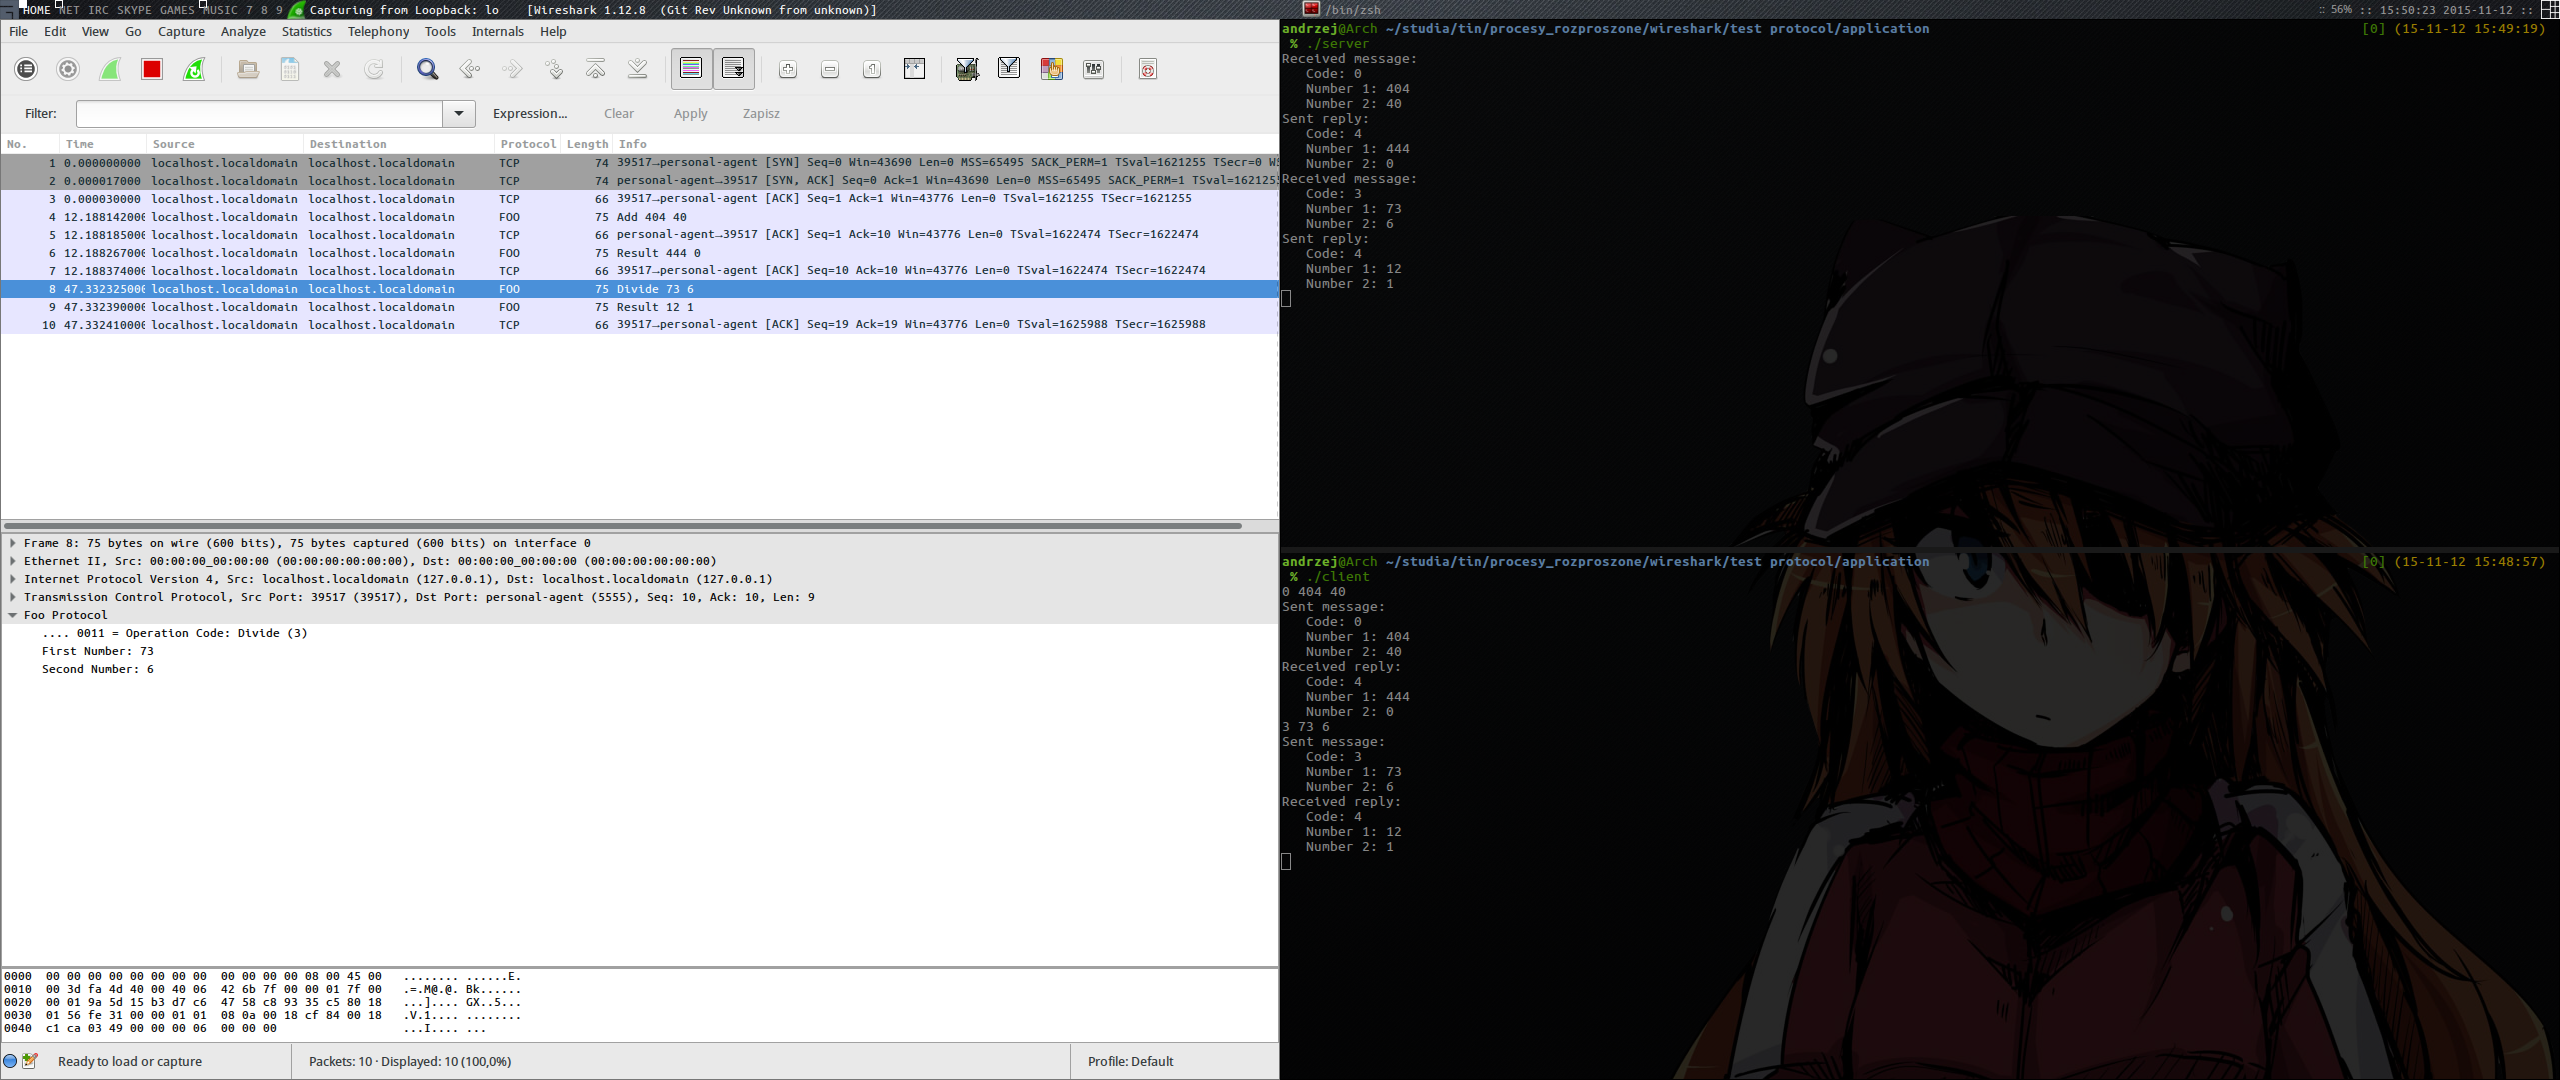 HOME NET IRC SKYPE GAMES MUSIC 7 8 9 Capturing from Loopback: lo [Wireshark 1.12.8 (Git Rev Unknown from unknown)]
/bin/zsh
:: 56% :: 15:50:23 2015-11-12 ::
File Edit View Go Capture Analyze Statistics Telephony Tools Internals Help
Filter: Expression... Clear Apply Zapisz
No. Time Source Destination Protocol Length Info
1 0.000000000 localhost.localdomain localhost.localdomain TCP 74 39517→personal-agent [SYN] Seq=0 Win=43690 Len=0 MSS=65495 SACK_PERM=1 TSval=1621255 TSecr=0 WS
2 0.000017000 localhost.localdomain localhost.localdomain TCP 74 personal-agent→39517 [SYN, ACK] Seq=0 Ack=1 Win=43690 Len=0 MSS=65495 SACK_PERM=1 TSval=1621255
3 0.000030000 localhost.localdomain localhost.localdomain TCP 66 39517→personal-agent [ACK] Seq=1 Ack=1 Win=43776 Len=0 TSval=1621255 TSecr=1621255
4 12.188142000 localhost.localdomain localhost.localdomain FOO 75 Add 404 40
5 12.188185000 localhost.localdomain localhost.localdomain TCP 66 personal-agent→39517 [ACK] Seq=1 Ack=10 Win=43776 Len=0 TSval=1622474 TSecr=1622474
6 12.188267000 localhost.localdomain localhost.localdomain FOO 75 Result 444 0
7 12.188374000 localhost.localdomain localhost.localdomain TCP 66 39517→personal-agent [ACK] Seq=10 Ack=10 Win=43776 Len=0 TSval=1622474 TSecr=1622474
8 47.332325000 localhost.localdomain localhost.localdomain FOO 75 Divide 73 6
9 47.332390000 localhost.localdomain localhost.localdomain FOO 75 Result 12 1
10 47.332410000 localhost.localdomain localhost.localdomain TCP 66 39517→personal-agent [ACK] Seq=19 Ack=19 Win=43776 Len=0 TSval=1625988 TSecr=1625988
Frame 8: 75 bytes on wire (600 bits), 75 bytes captured (600 bits) on interface 0
Ethernet II, Src: 00:00:00_00:00:00 (00:00:00:00:00:00), Dst: 00:00:00_00:00:00 (00:00:00:00:00:00)
Internet Protocol Version 4, Src: localhost.localdomain (127.0.0.1), Dst: localhost.localdomain (127.0.0.1)
Transmission Control Protocol, Src Port: 39517 (39517), Dst Port: personal-agent (5555), Seq: 10, Ack: 10, Len: 9
Foo Protocol
.... 0011 = Operation Code: Divide (3)
First Number: 73
Second Number: 6
0000 00 00 00 00 00 00 00 00 00 00 00 00 08 00 45 00 ........ ......E.
0010 00 3d fa 4d 40 00 40 06 42 6b 7f 00 00 01 7f 00 .=.M@.@. Bk......
0020 00 01 9a 5d 15 b3 d7 c6 47 58 c8 93 35 c5 80 18 ...].... GX..5...
0030 01 56 fe 31 00 00 01 01 08 0a 00 18 cf 84 00 18 .V.1.... ........
0040 c1 ca 03 49 00 00 00 06 00 00 00 ...I.... ...
Ready to load or capture Packets: 10 · Displayed: 10 (100,0%) Profile: Default
andrzej@Arch ~/studia/tin/procesy_rozproszone/wireshark/test protocol/application [0] (15-11-12 15:49:19)
% ./server
Received message:
Code: 0
Number 1: 404
Number 2: 40
Sent reply:
Code: 4
Number 1: 444
Number 2: 0
Received message:
Code: 3
Number 1: 73
Number 2: 6
Sent reply:
Code: 4
Number 1: 12
Number 2: 1
andrzej@Arch ~/studia/tin/procesy_rozproszone/wireshark/test protocol/application [0] (15-11-12 15:48:57)
% ./client
0 404 40
Sent message:
Code: 0
Number 1: 404
Number 2: 40
Received reply:
Code: 4
Number 1: 444
Number 2: 0
3 73 6
Sent message:
Code: 3
Number 1: 73
Number 2: 6
Received reply:
Code: 4
Number 1: 12
Number 2: 1